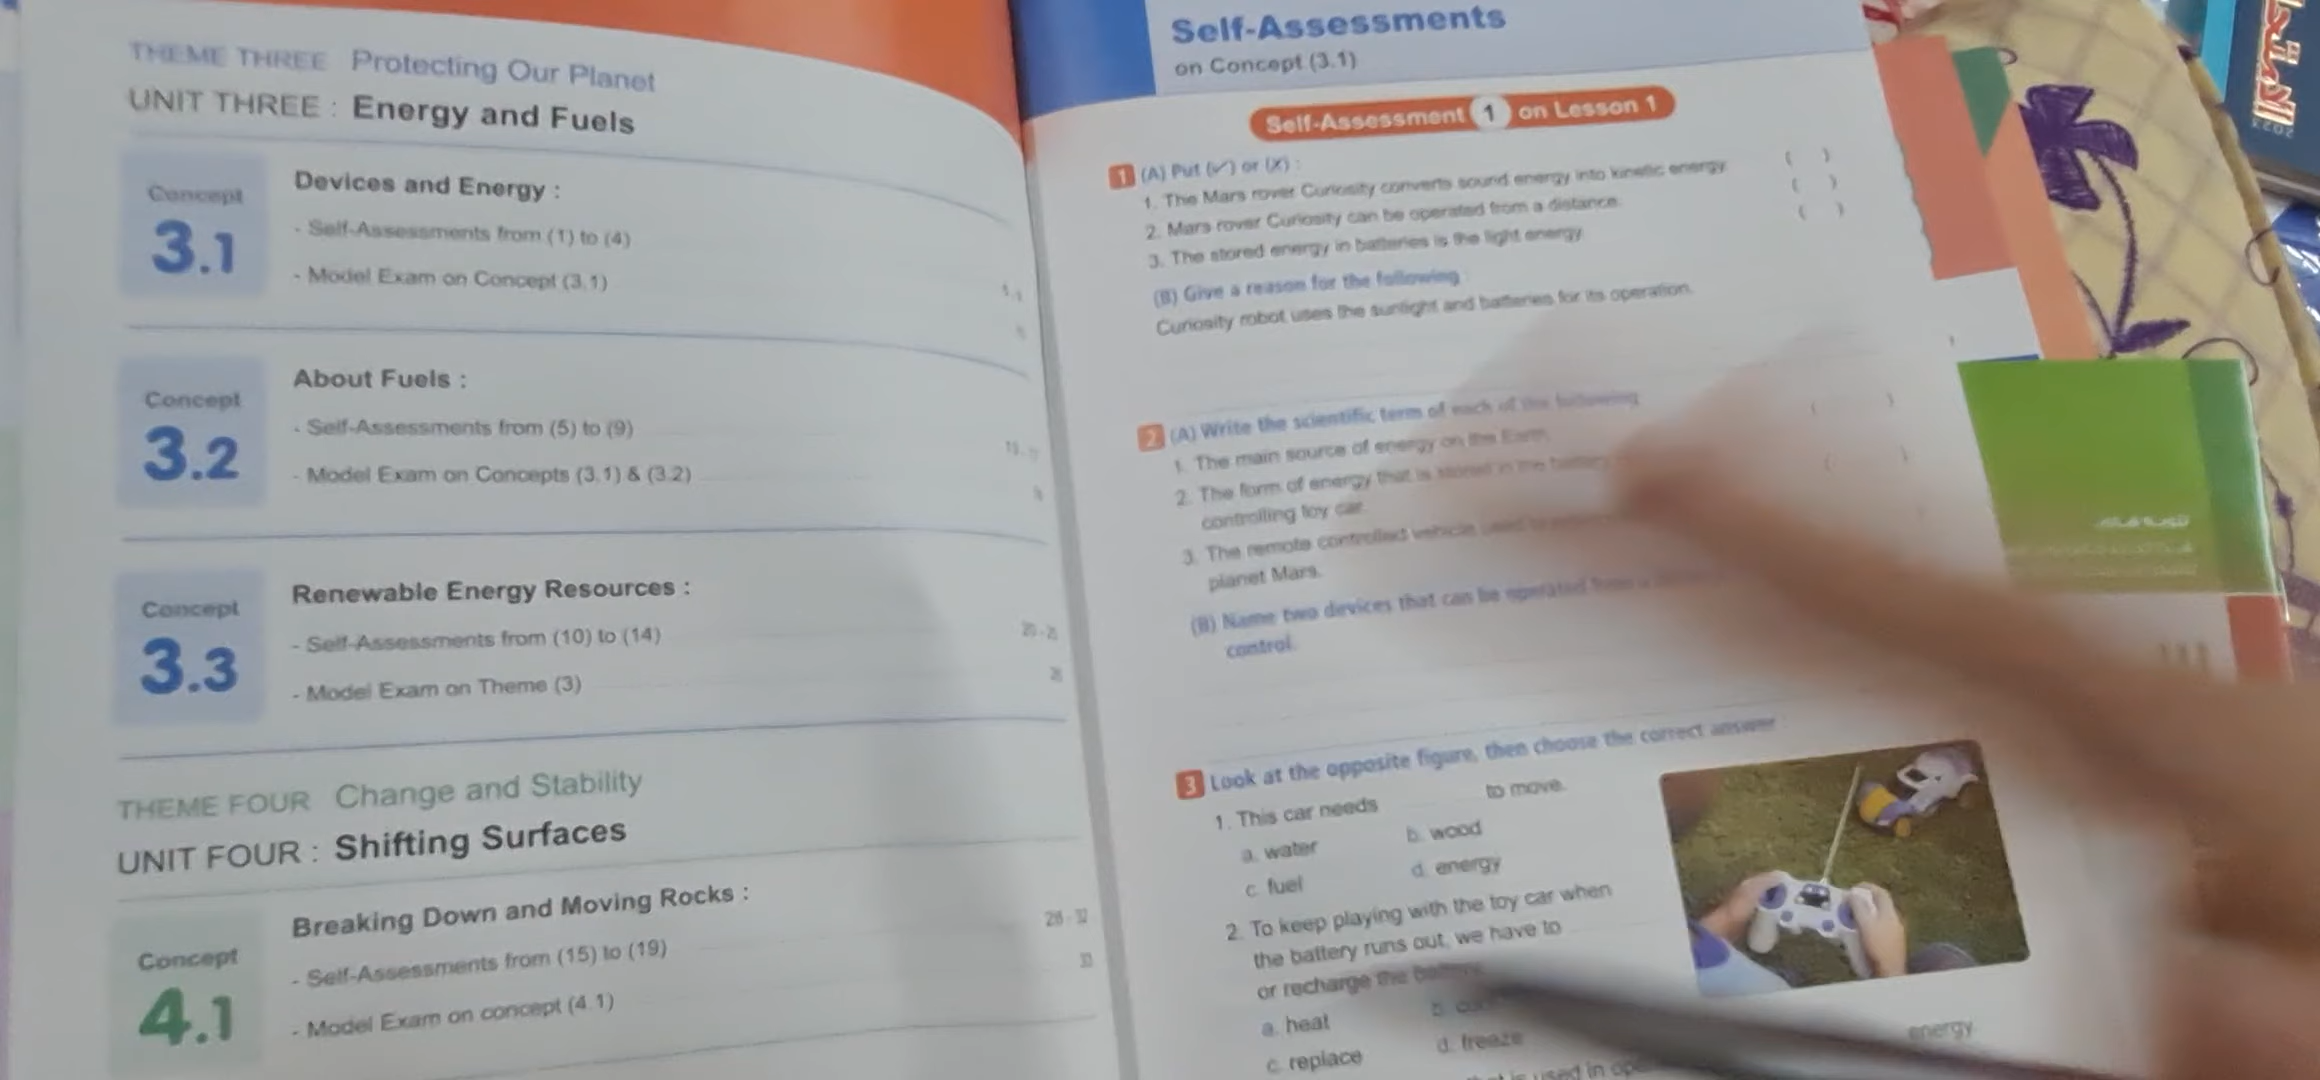 THEME THREE Protecting Our Planet
UNIT THREE : Energy and Fuels
Concept
3.1
Devices and Energy :
- Self-Assessments from (1) to (4)
- Model Exam on Concept (3.1)
Concept
3.2
About Fuels :
- Self-Assessments from (5) to (9)
- Model Exam on Concepts (3.1) & (3.2)
Concept
3.3
Renewable Energy Resources :
- Self-Assessments from (10) to (14)
- Model Exam on Theme (3)
THEME FOUR Change and Stability
UNIT FOUR : Shifting Surfaces
Concept
4.1
Breaking Down and Moving Rocks :
- Self-Assessments from (15) to (19)
- Model Exam on concept (4.1)
Self-Assessments
on Concept (3.1)
Self-Assessment 1 on Lesson 1
1 (A) Put (✓) or (X) :
1. The Mars rover Curiosity converts sound energy into kinetic energy. ( )
2. Mars rover Curiosity can be operated from a distance. ( )
3. The stored energy in batteries is the light energy. ( )
(B) Give a reason for the following
Curiosity robot uses the sunlight and batteries for its operation.
2 (A) Write the scientific term of each of the following
1. The main source of energy on the Earth. ( )
2. The form of energy that is stored in the battery ( )
controlling toy car.
3. The remote controlled vehicle used
planet Mars.
(B) Name two devices that can be operated from a
control.
3 Look at the opposite figure, then choose the correct answer
1. This car needs to move.
a. water b. wood
c. fuel d. energy
2. To keep playing with the toy car when
the battery runs out, we have to
or recharge the battery
a. heat b.
c. replace d. freeze
is used in energy